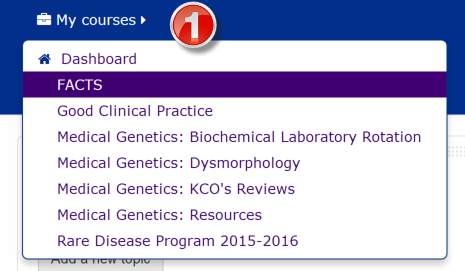 My courses
1
Dashboard
FACTS
Good Clinical Practice
Medical Genetics: Biochemical Laboratory Rotation
Medical Genetics: Dysmorphology
Medical Genetics: KCO's Reviews
Medical Genetics: Resources
Rare Disease Program 2015-2016
Add a new topic